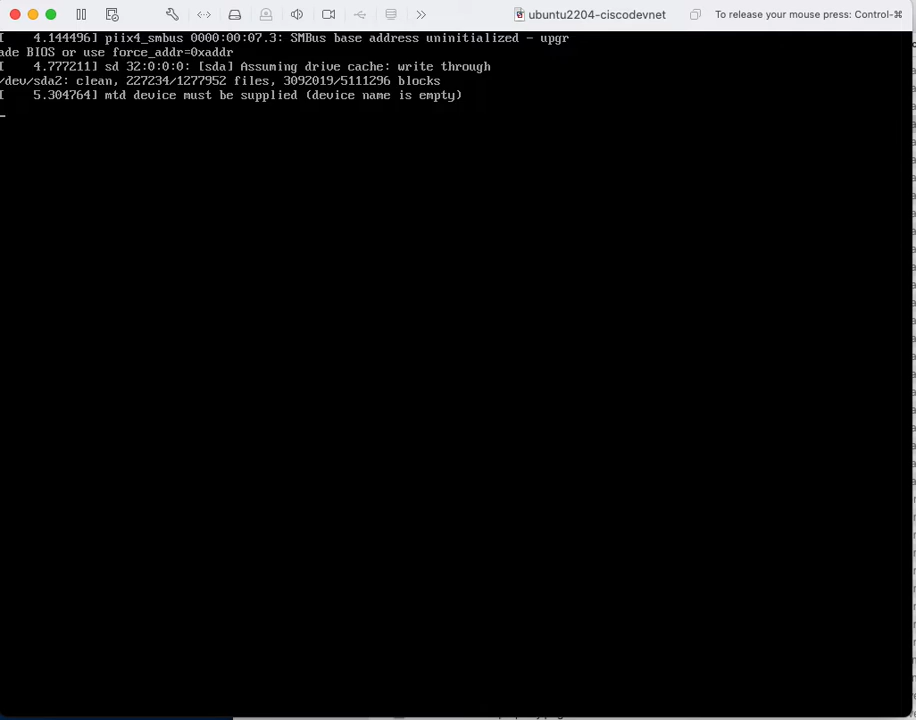 ubuntu2204-ciscodevnet
To release your mouse press: Control-⌘
[    4.144496] piix4_smbus 0000:00:07.3: SMBus base address uninitialized - upgr
ade BIOS or use force_addr=0xaddr
[    4.777211] sd 32:0:0:0: [sda] Assuming drive cache: write through
/dev/sda2: clean, 227234/1277952 files, 3092019/5111296 blocks
[    5.304764] mtd device must be supplied (device name is empty)